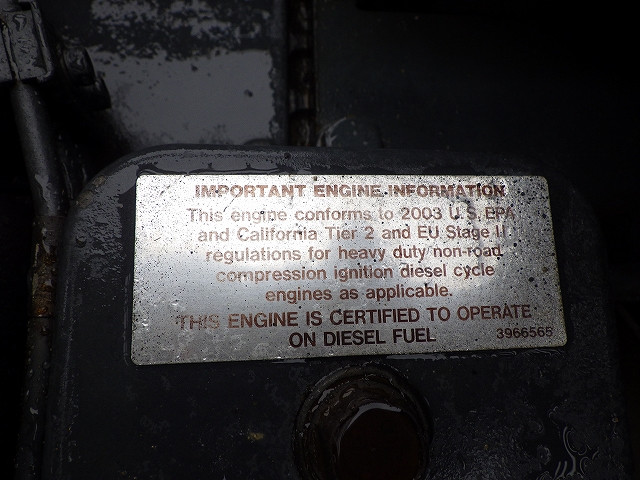 IMPORTANT ENGINE INFORMATION
This engine conforms to 2003 U.S. EPA
and California Tier 2 and EU Stage II
regulations for heavy duty non-road
compression ignition diesel cycle
engines as applicable.
THIS ENGINE IS CERTIFIED TO OPERATE
ON DIESEL FUEL
3966565